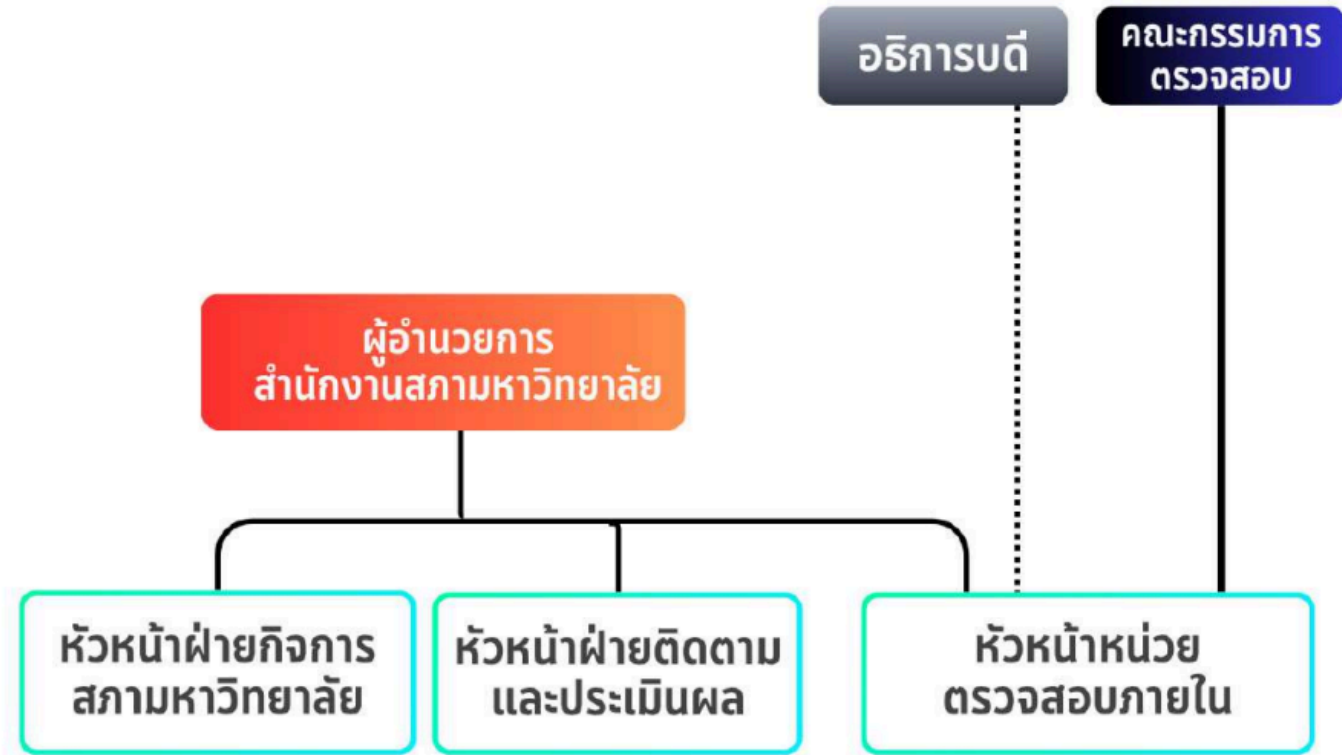 อธิการบดี
คณะกรรมการ
ตรวจสอบ
ผู้อำนวยการ
สำนักงานสภามหาวิทยาลัย
หัวหน้าฝ่ายกิจการ
สภามหาวิทยาลัย
หัวหน้าฝ่ายติดตาม
และประเมินผล
หัวหน้าหน่วย
ตรวจสอบภายใน